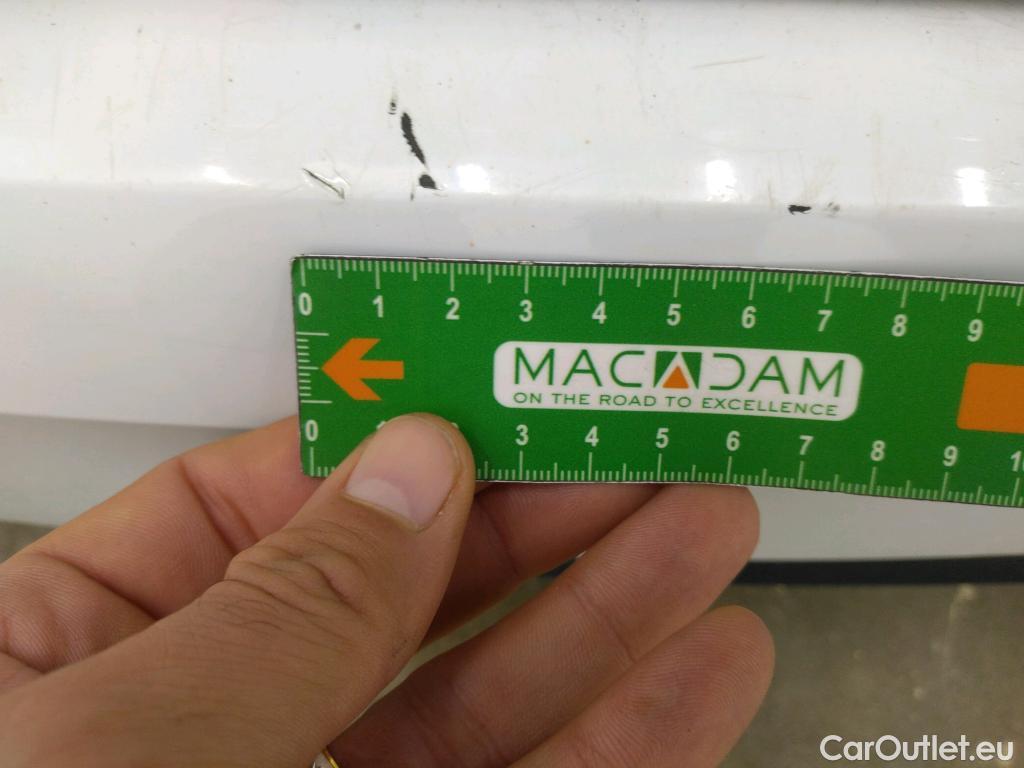 0 1 2 3 4 5 6 7 8 9
MACADAM
ON THE ROAD TO EXCELLENCE
0 3 4 5 6 7 8 9
CarOutlet.eu